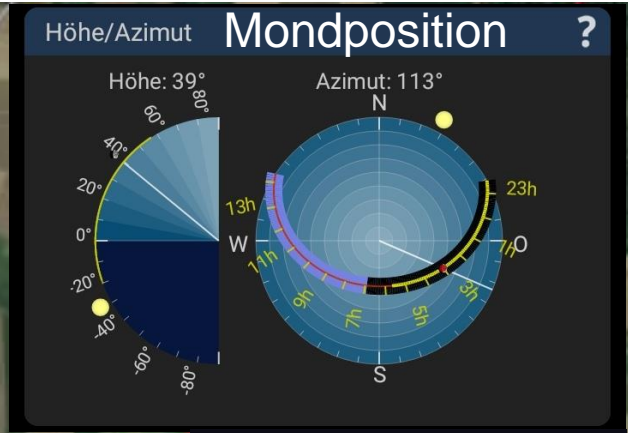 Höhe/Azimut Mondposition ?
Höhe: 39° Azimut: 113°
80°
60°
40°
20°
0°
-20°
-40°
-60°
-80°
N
23h
1h
O
3h
5h
S
7h
9h
11h
W
13h